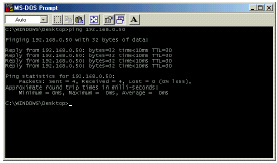 MS-DOS Prompt
Auto
A
C:\WINDOWS\Desktop>ping 192.168.0.50
Pinging 192.168.0.50 with 32 bytes of data:
Reply from 192.168.0.50: bytes=32 time<10ms TTL=80
Reply from 192.168.0.50: bytes=32 time<10ms TTL=80
Reply from 192.168.0.50: bytes=32 time<10ms TTL=80
Reply from 192.168.0.50: bytes=32 time<10ms TTL=80
Ping statistics for 192.168.0.50:
Packets: Sent = 4, Received = 4, Lost = 0 (0% loss),
Approximate round trip times in milli-seconds:
Minimum = 0ms, Maximum = 0ms, Average = 0ms
C:\WINDOWS\Desktop>